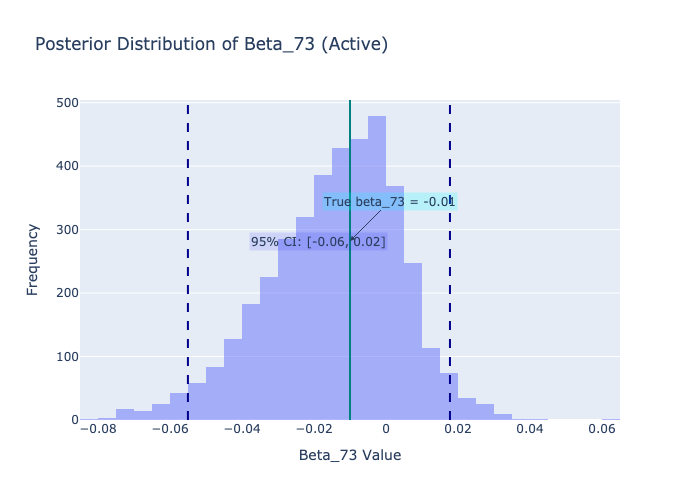 Posterior Distribution of Beta_73 (Active)
500
400
300
200
100
0
Frequency
True beta_73 = -0.01
95% CI: [-0.06, 0.02]
−0.08
−0.06
−0.04
−0.02
0
0.02
0.04
0.06
Beta_73 Value